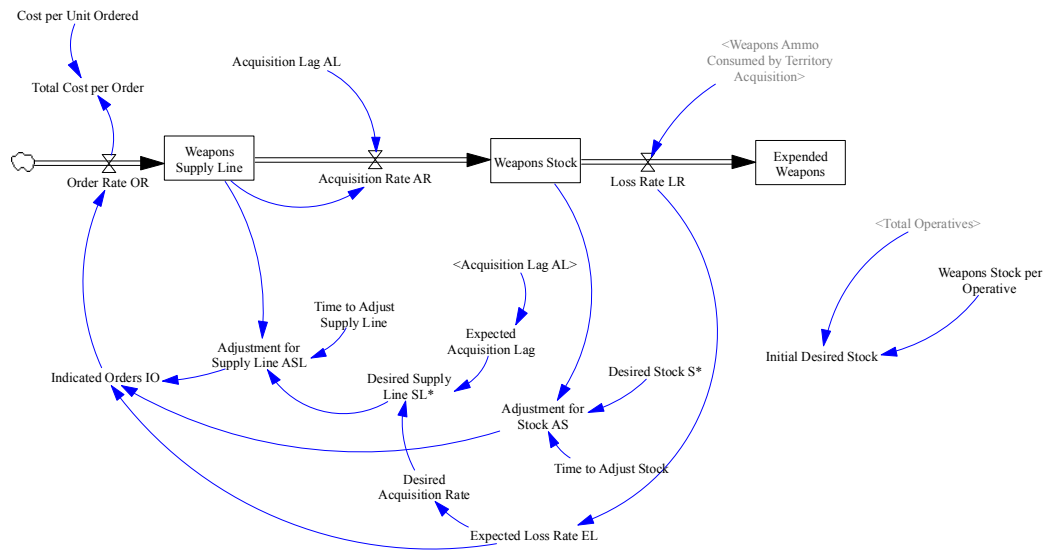 Cost per Unit Ordered
Total Cost per Order
Acquisition Lag AL
<Weapons Ammo
Consumed by Territory
Acquisition>
Weapons
Supply Line
Weapons Stock
Expended
Weapons
Order Rate OR
Acquisition Rate AR
Loss Rate LR
<Total Operatives>
<Acquisition Lag AL>
Weapons Stock per
Operative
Time to Adjust
Supply Line
Expected
Acquisition Lag
Adjustment for
Supply Line ASL
Initial Desired Stock
Indicated Orders IO
Desired Supply
Line SL*
Desired Stock S*
Adjustment for
Stock AS
Time to Adjust Stock
Desired
Acquisition Rate
Expected Loss Rate EL